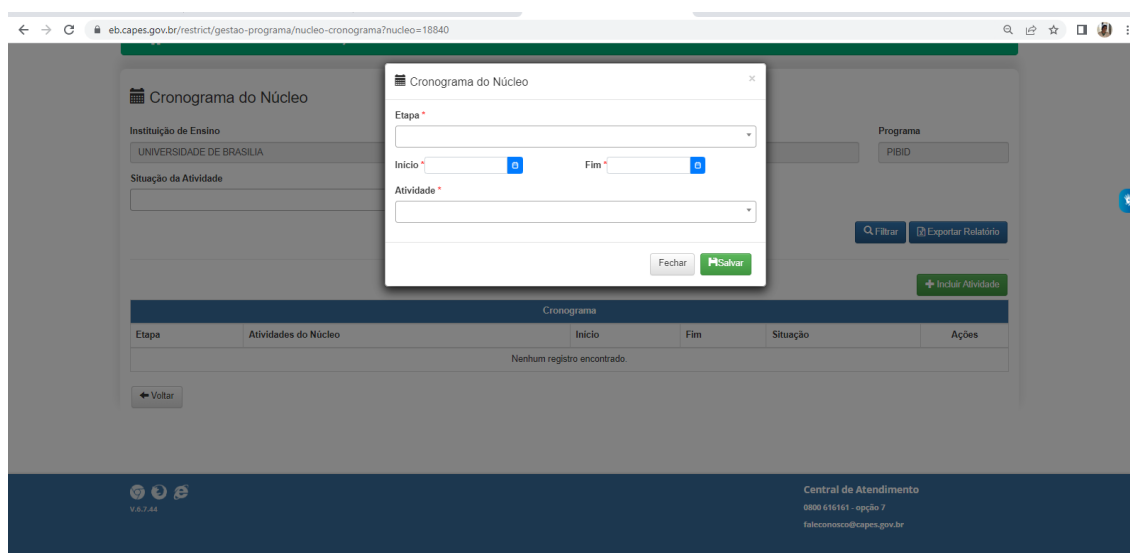 eb.capes.gov.br/restrict/gestao-programa/nucleo-cronograma?nucleo=18840
Cronograma do Núcleo
Cronograma do Núcleo ×
Etapa *
Início * Fim *
Atividade *
Fechar Salvar
Instituição de Ensino Programa
UNIVERSIDADE DE BRASILIA PIBID
Situação da Atividade
Filtrar Exportar Relatório
Incluir Atividade
Cronograma
Etapa Atividades do Núcleo Início Fim Situação Ações
Nenhum registro encontrado.
Voltar
V.6.7.44
Central de Atendimento
0800 616161 - opção 7
faleconosco@capes.gov.br